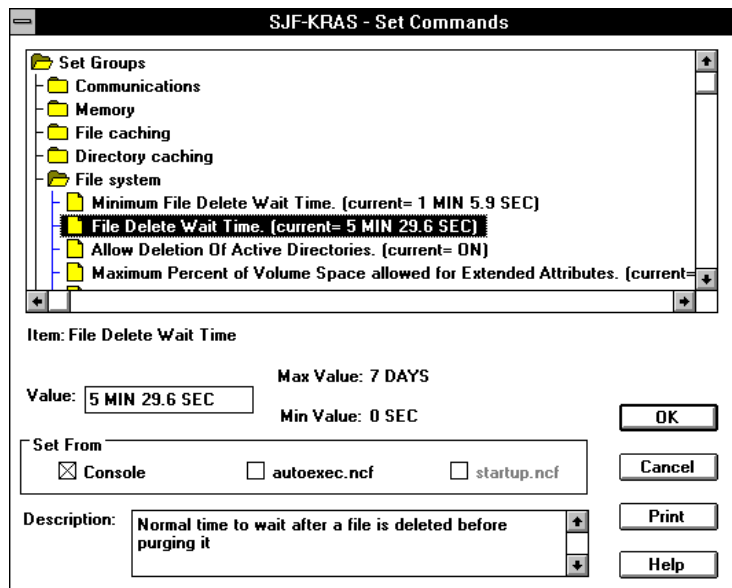 SJF-KRAS - Set Commands
Set Groups
Communications
Memory
File caching
Directory caching
File system
Minimum File Delete Wait Time. (current= 1 MIN 5.9 SEC)
File Delete Wait Time. (current= 5 MIN 29.6 SEC)
Allow Deletion Of Active Directories. (current= ON)
Maximum Percent of Volume Space allowed for Extended Attributes. (current=
Item: File Delete Wait Time
Max Value: 7 DAYS
Value: 5 MIN 29.6 SEC
Min Value: 0 SEC
OK
Set From
Console autoexec.ncf startup.ncf
Cancel
Description: Normal time to wait after a file is deleted before
purging it
Print
Help